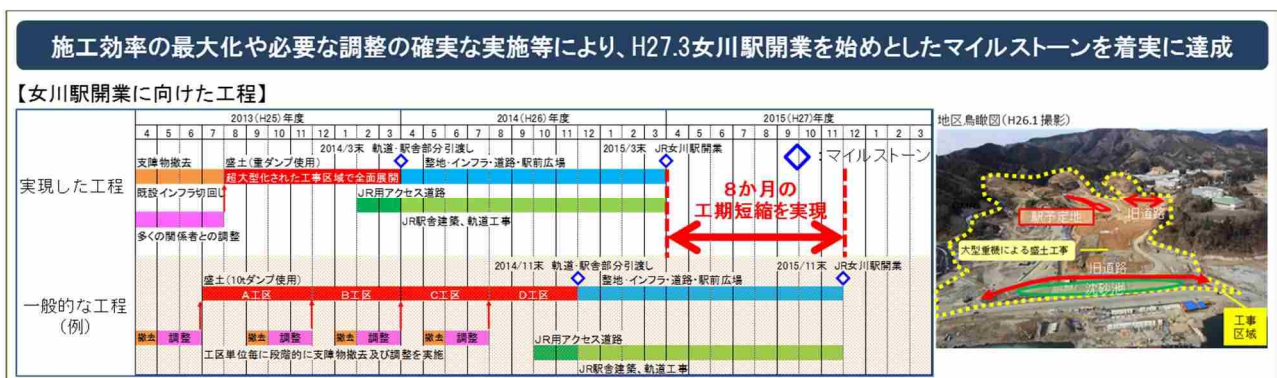 施工効率の最大化や必要な調整の確実な実施等により、H27.3女川駅開業を始めとしたマイルストーンを着実に達成
【女川駅開業に向けた工程】
2013(H25)年度 2014(H26)年度 2015(H27)年度
4 5 6 7 8 9 10 11 12 1 2 3 4 5 6 7 8 9 10 11 12 1 2 3 4 5 6 7 8 9 10 11 12 1 2 3
実現した工程
2014/3末 軌道・駅舎部分引渡し
2015/3末 JR女川駅開業
◇:マイルストーン
支障物撤去
盛土(重ダンプ使用)
整地・インフラ・道路・駅前広場
超大型化された工事区域で全面展開
既設インフラ切回し
JR用アクセス道路
8か月の
工期短縮を実現
JR駅舎建築、軌道工事
多くの関係者との調整
一般的な工程
(例)
2014/11末 軌道・駅舎部分引渡し
2015/11末 JR女川駅開業
盛土(10tダンプ使用)
整地・インフラ・道路・駅前広場
A工区 B工区 C工区 D工区
撤去 調整 撤去 調整 撤去 調整 撤去 調整
JR用アクセス道路
工区単位毎に段階的に支障物撤去及び調整を実施
JR駅舎建築、軌道工事
地区鳥瞰図(H26.1撮影)
駅予定地
旧道路
大型重機による盛土工事
旧道路
沈砂池
工事
区域